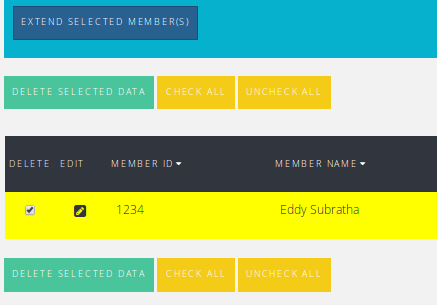 EXTEND SELECTED MEMBER(S)
DELETE SELECTED DATA CHECK ALL UNCHECK ALL
DELETE EDIT MEMBER ID MEMBER NAME
1234 Eddy Subratha
DELETE SELECTED DATA CHECK ALL UNCHECK ALL